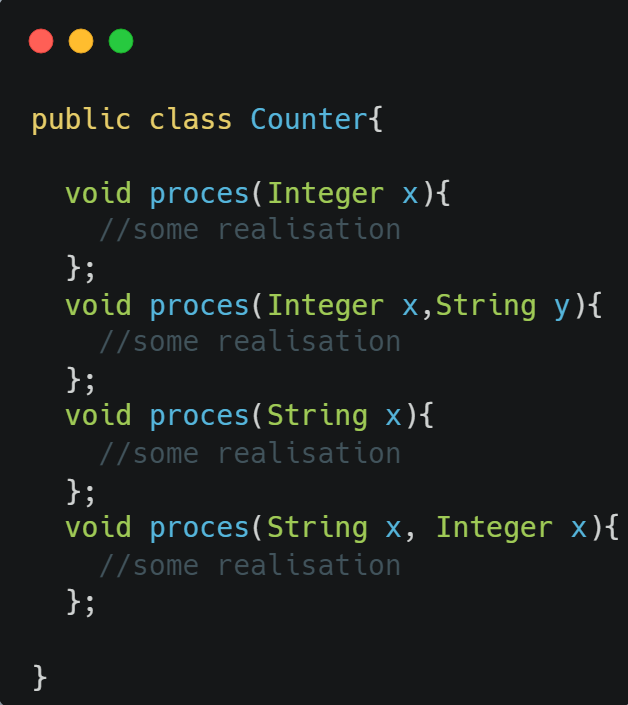 public class Counter{
void proces(Integer x){
//some realisation
};
void proces(Integer x,String y){
//some realisation
};
void proces(String x){
//some realisation
};
void proces(String x, Integer x){
//some realisation
};
}